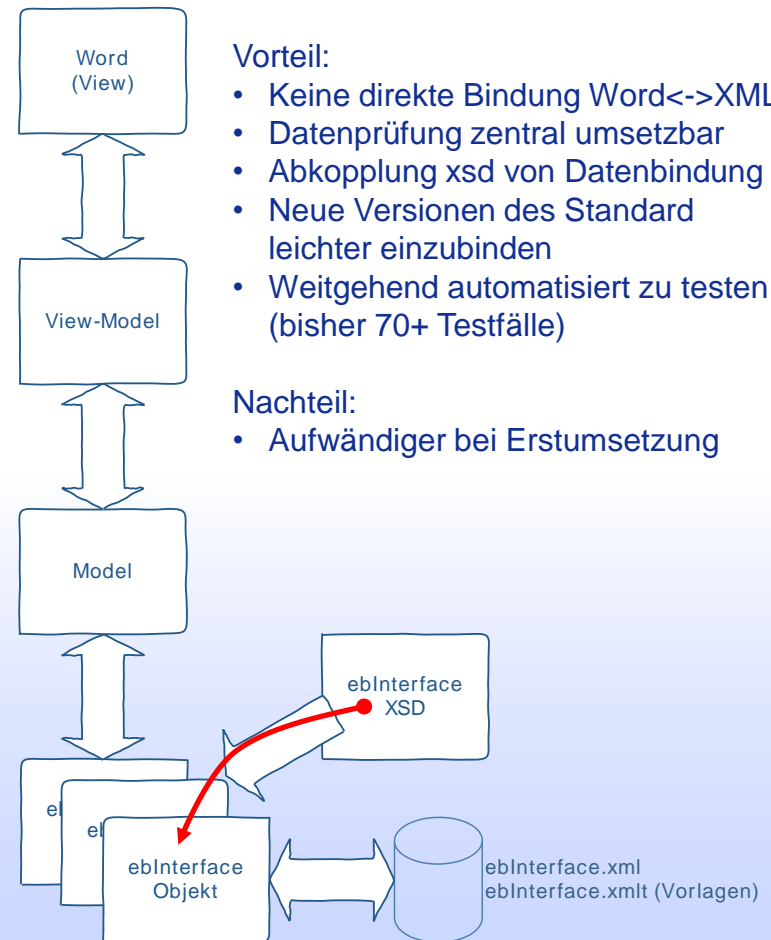 Word
(View)
Vorteil:
• Keine direkte Bindung Word<->XML
• Datenprüfung zentral umsetzbar
• Abkopplung xsd von Datenbindung
• Neue Versionen des Standard
leichter einzubinden
• Weitgehend automatisiert zu testen
(bisher 70+ Testfälle)
View-Model
Nachteil:
• Aufwändiger bei Erstumsetzung
Model
ebInterface
XSD
ebInterface
Objekt
ebInterface.xml
ebInterface.xmlt (Vorlagen)